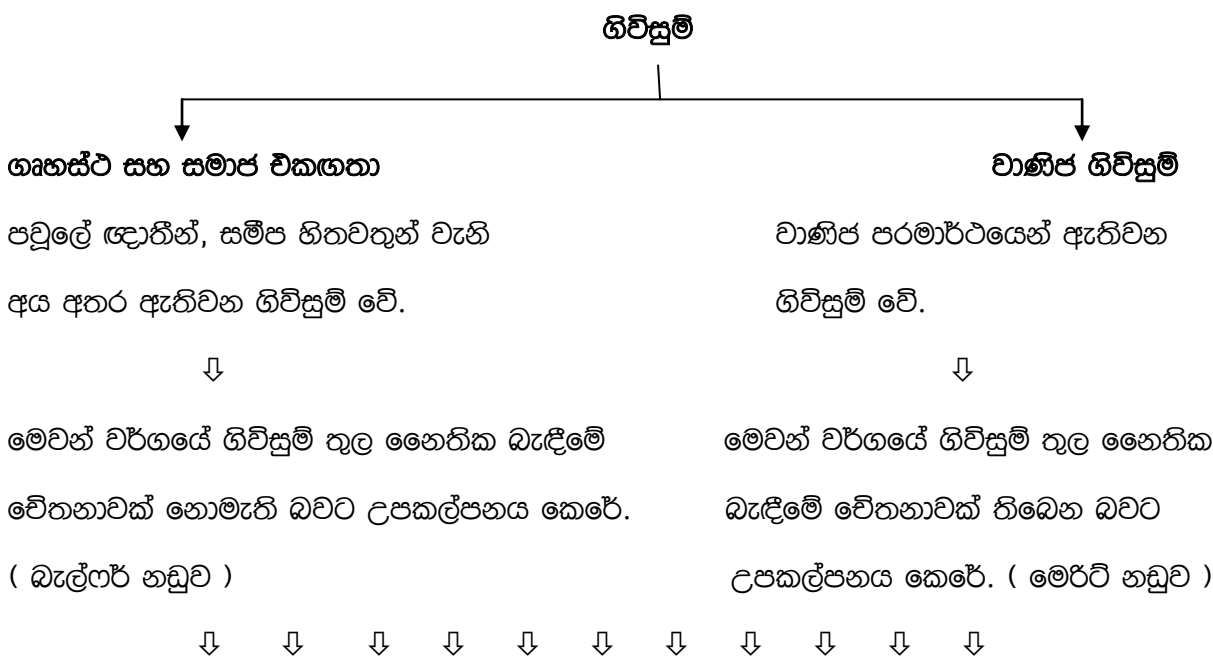 ගිවිසුම්
ගෘහස්ථ සහ සමාජ එකඟතා
පවුලේ ඥාතීන්, සමීප හිතවතුන් වැනි
අය අතර ඇතිවන ගිවිසුම් වේ.
මෙවන් වර්ගයේ ගිවිසුම් තුල නෛතික බැඳීමේ
චේතනාවක් නොමැති බවට උපකල්පනය කෙරේ.
( බැල්ෆර් නඩුව )
වාණිජ ගිවිසුම්
වාණිජ පරමාර්ථයෙන් ඇතිවන
ගිවිසුම් වේ.
මෙවන් වර්ගයේ ගිවිසුම් තුල නෛතික
බැඳීමේ චේතනාවක් තිබෙන බවට
උපකල්පනය කෙරේ. ( මෙරිට් නඩුව )